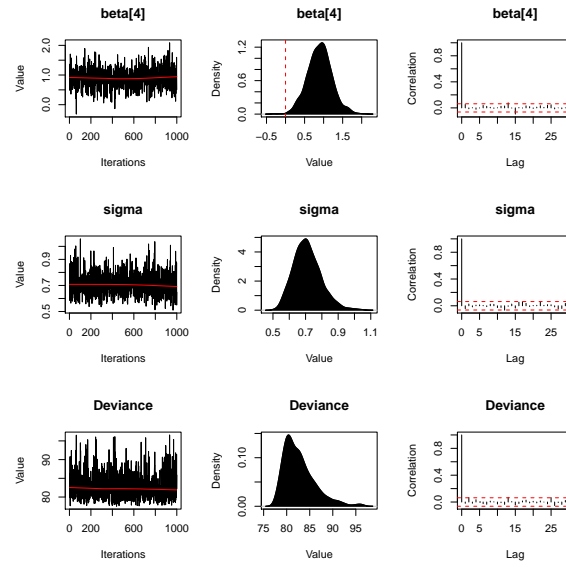 beta[4] beta[4] beta[4]
Value 0.0 1.0 2.0 0 200 600 1000 Iterations
Density 0.0 0.6 1.2 −0.5 0.5 1.5 Value
Correlation 0.0 0.4 0.8 0 5 15 25 Lag
sigma sigma sigma
Value 0.5 0.7 0.9 0 200 600 1000 Iterations
Density 0 2 4 0.5 0.7 0.9 1.1 Value
Correlation 0.0 0.4 0.8 0 5 15 25 Lag
Deviance Deviance Deviance
Value 80 90 0 200 600 1000 Iterations
Density 0.00 0.10 75 80 85 90 95 Value
Correlation 0.0 0.4 0.8 0 5 15 25 Lag